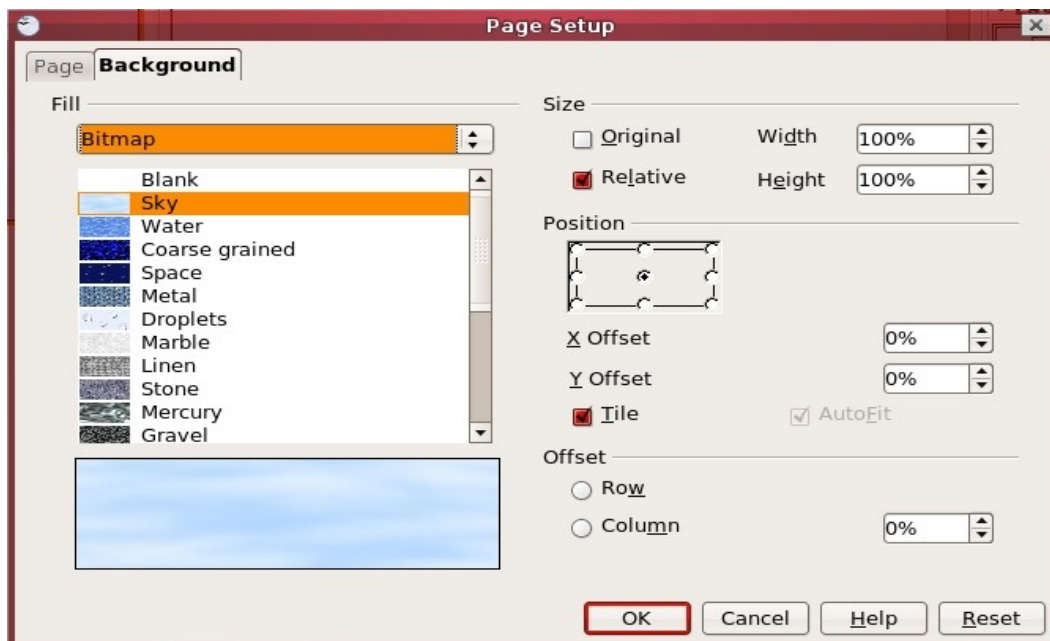 Page Setup
Page Background
Fill
Bitmap
Blank
Sky
Water
Coarse grained
Space
Metal
Droplets
Marble
Linen
Stone
Mercury
Gravel
Size
Original Width 100%
Relative Height 100%
Position
X Offset 0%
Y Offset 0%
Tile AutoFit
Offset
Row
Column 0%
OK Cancel Help Reset